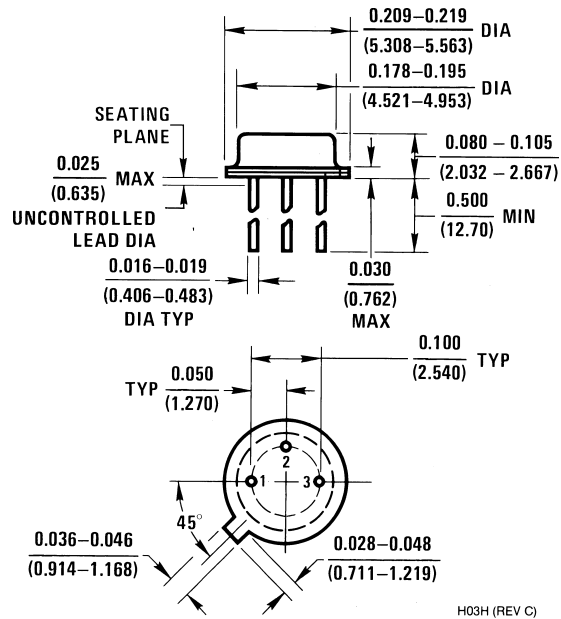 0.209–0.219
(5.308–5.563)
DIA
0.178–0.195
(4.521–4.953)
DIA
SEATING
PLANE
0.080 – 0.105
(2.032 – 2.667)
0.025
(0.635)
MAX
UNCONTROLLED
LEAD DIA
0.500
(12.70)
MIN
0.016–0.019
(0.406–0.483)
DIA TYP
0.030
(0.762)
MAX
0.100
(2.540)
TYP
TYP
0.050
(1.270)
2
1
3
45°
0.036–0.046
(0.914–1.168)
0.028–0.048
(0.711–1.219)
H03H (REV C)